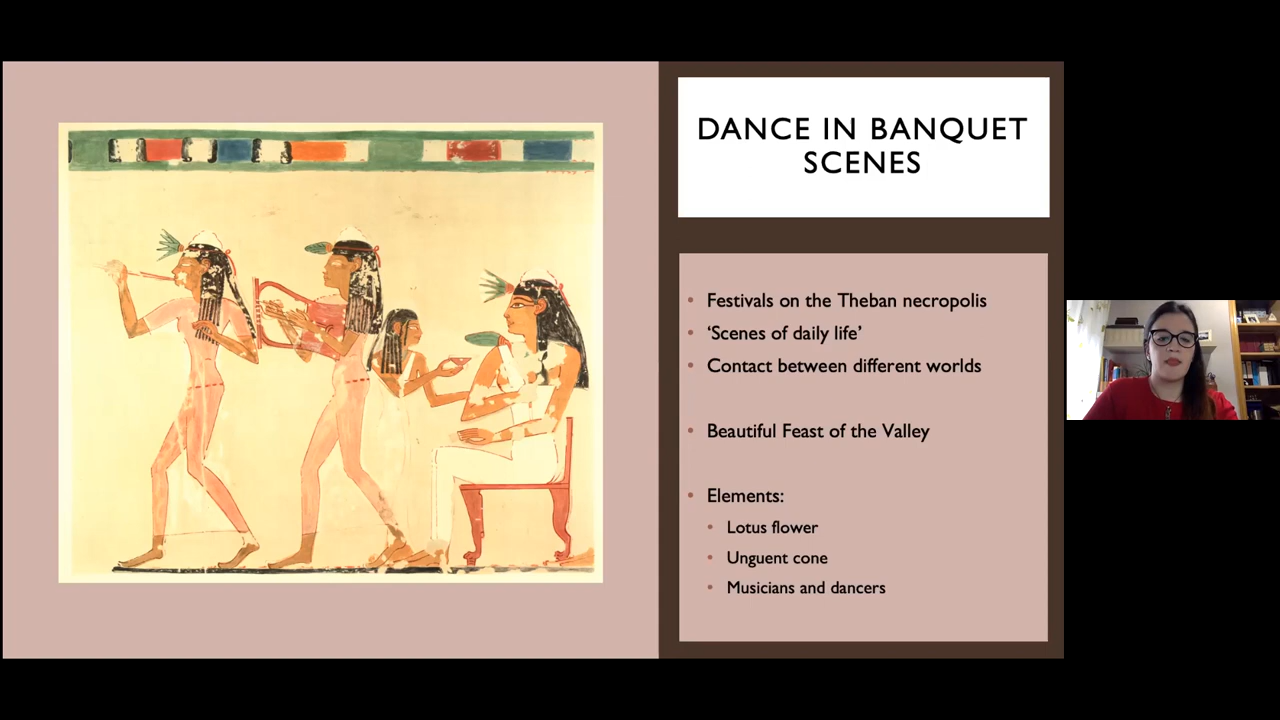 DANCE IN BANQUET
SCENES
• Festivals on the Theban necropolis
• ‘Scenes of daily life’
• Contact between different worlds
• Beautiful Feast of the Valley
• Elements:
• Lotus flower
• Unguent cone
• Musicians and dancers